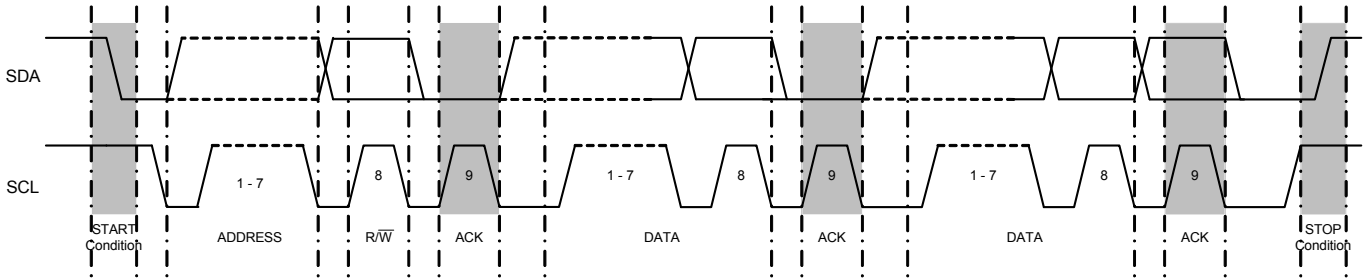 SDA
SCL
1 - 7
8
9
1 - 7
8
9
1 - 7
8
9
START
Condition
ADDRESS
R/W̅
ACK
DATA
ACK
DATA
ACK
STOP
Condition